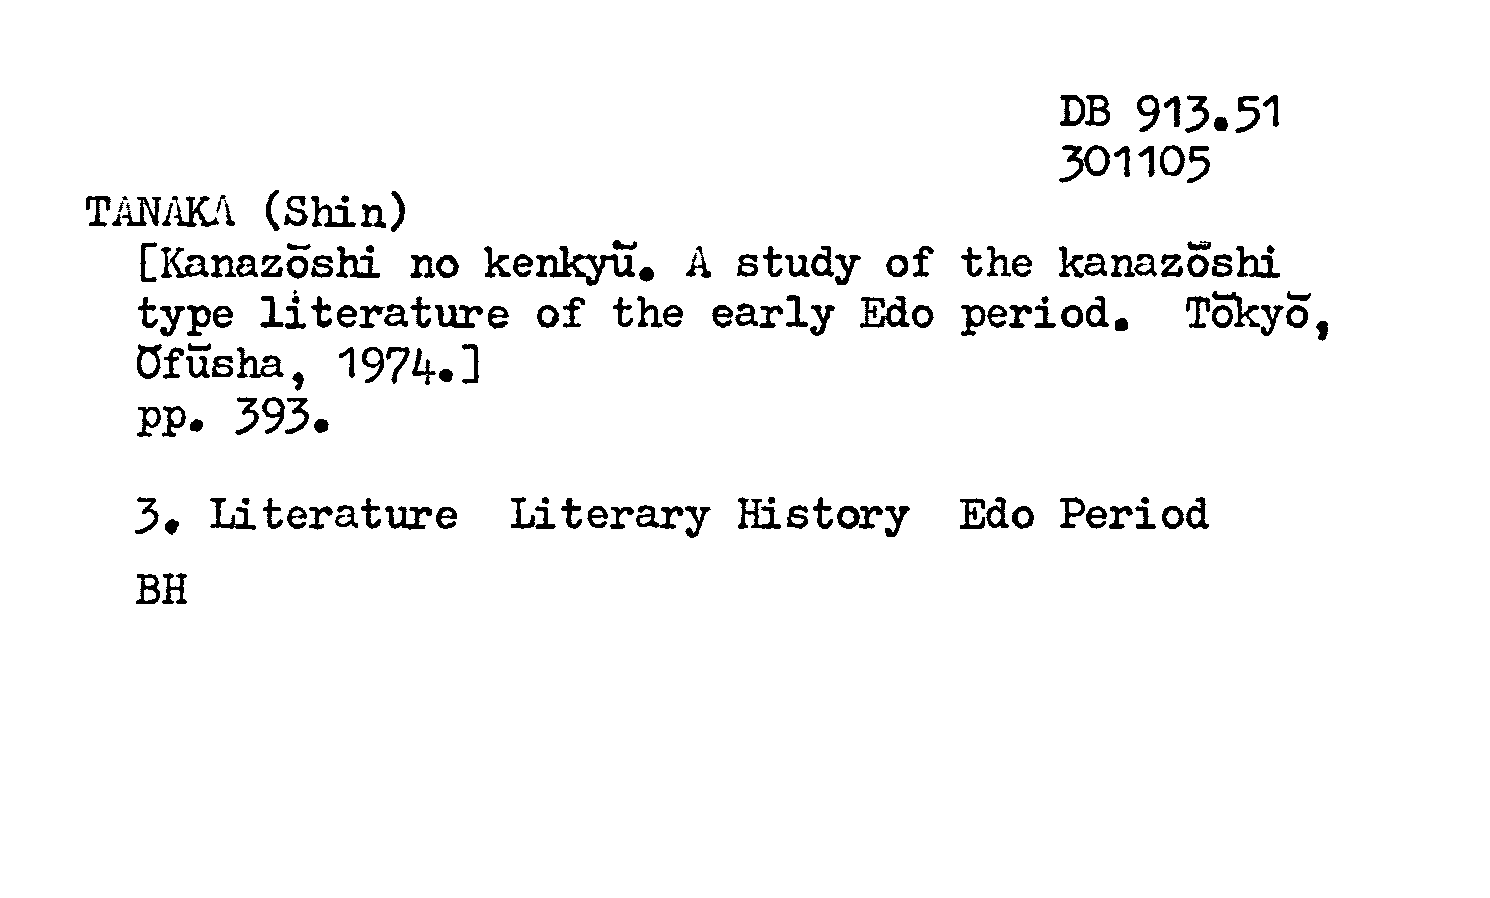 DB 913.51
301105
TANAKA (Shin)
[Kanazōshi no kenkyū. A study of the kanazōshi
type literature of the early Edo period. Tōkyō,
Ōfūsha, 1974.]
pp. 393.
3. Literature Literary History Edo Period
BH